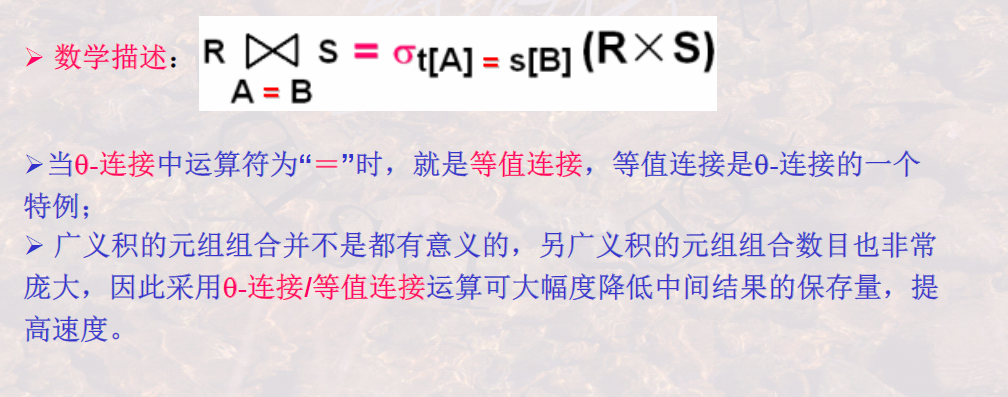 ➢ 数学描述：R ⋈ S = σt[A] = s[B] (R×S)
A = B
➢当θ-连接中运算符为“＝”时，就是等值连接，等值连接是θ-连接的一个
特例；
➢ 广义积的元组组合并不是都有意义的，另广义积的元组组合数目也非常
庞大，因此采用θ-连接/等值连接运算可大幅度降低中间结果的保存量，提
高速度。